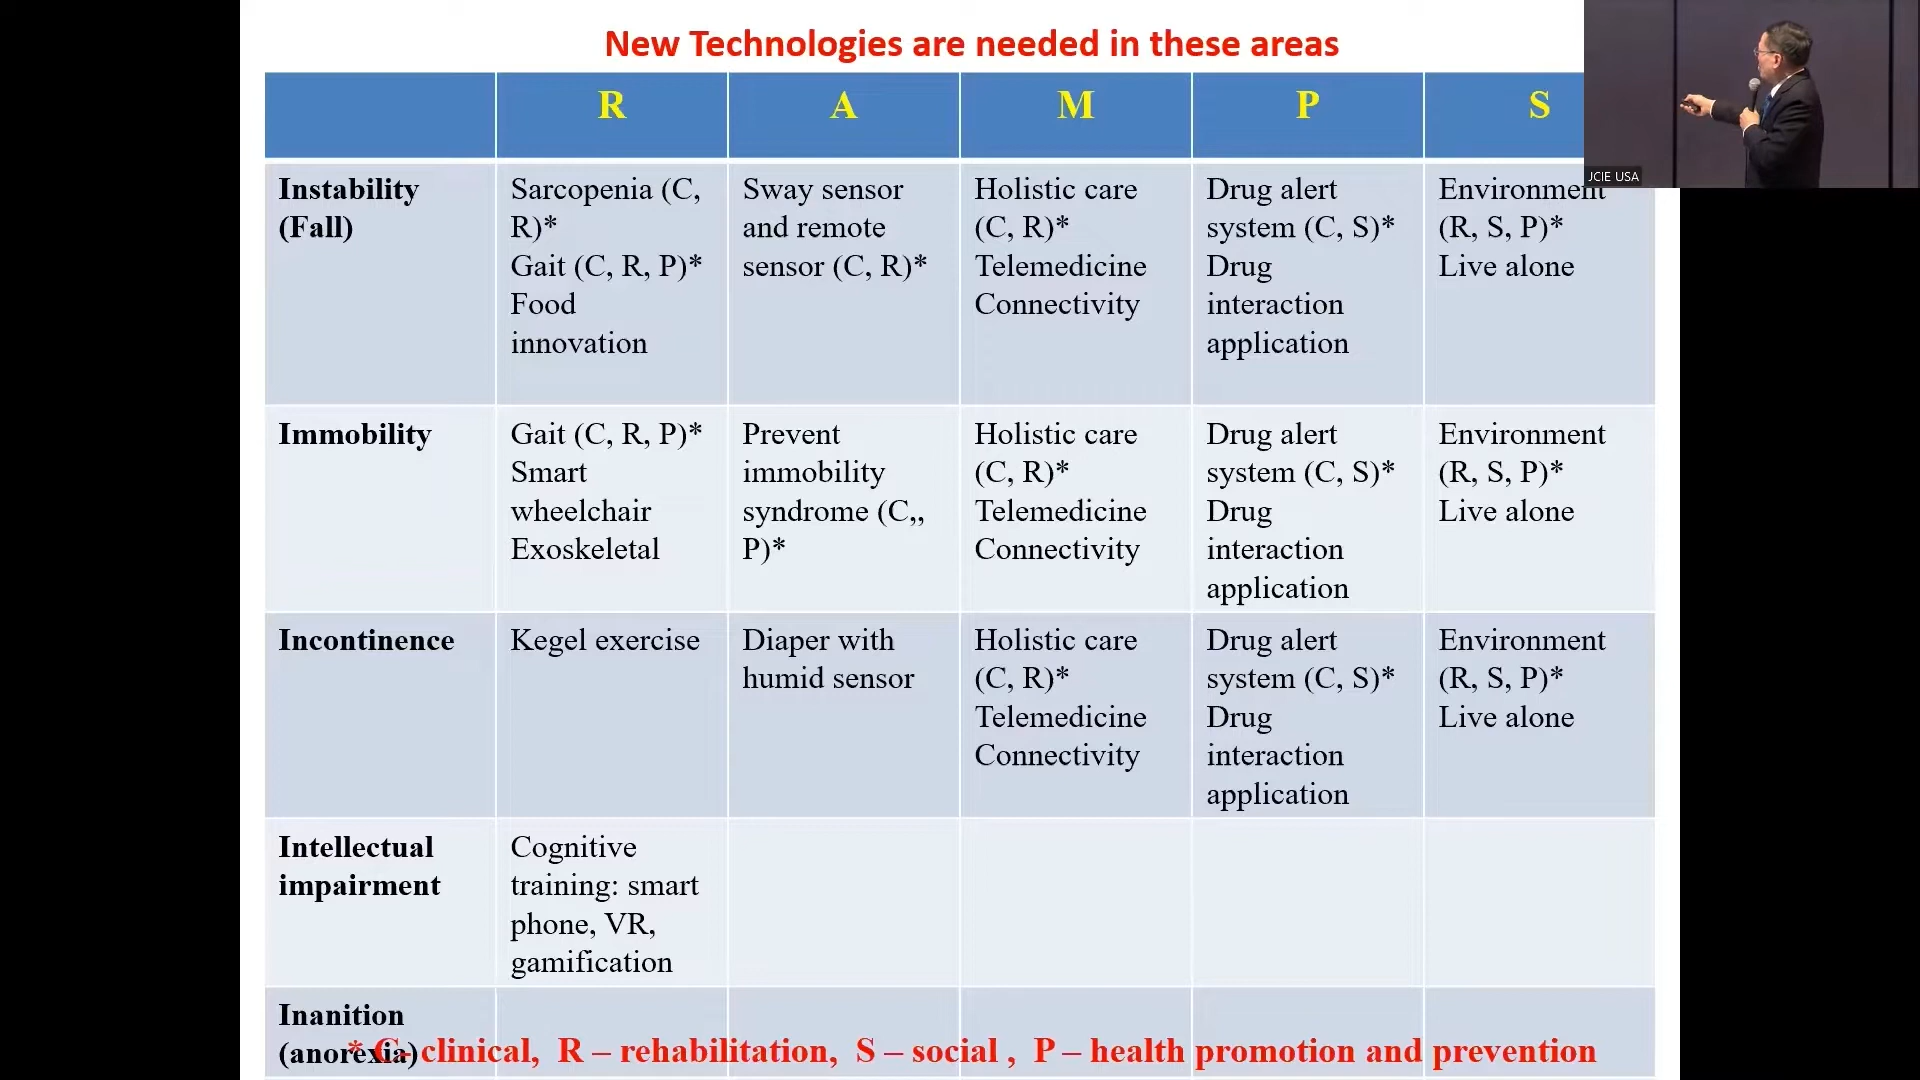 New Technologies are needed in these areas
R A M P S
JCIE USA
Instability
(Fall)
Sarcopenia (C,
R)*
Gait (C, R, P)*
Food
innovation
Sway sensor
and remote
sensor (C, R)*
Holistic care
(C, R)*
Telemedicine
Connectivity
Drug alert
system (C, S)*
Drug
interaction
application
Environment
(R, S, P)*
Live alone
Immobility
Gait (C, R, P)*
Smart
wheelchair
Exoskeletal
Prevent
immobility
syndrome (C,,
P)*
Holistic care
(C, R)*
Telemedicine
Connectivity
Drug alert
system (C, S)*
Drug
interaction
application
Environment
(R, S, P)*
Live alone
Incontinence
Kegel exercise
Diaper with
humid sensor
Holistic care
(C, R)*
Telemedicine
Connectivity
Drug alert
system (C, S)*
Drug
interaction
application
Environment
(R, S, P)*
Live alone
Intellectual
impairment
Cognitive
training: smart
phone, VR,
gamification
Inanition
(anorexia)
* C- clinical, R – rehabilitation, S – social , P – health promotion and prevention